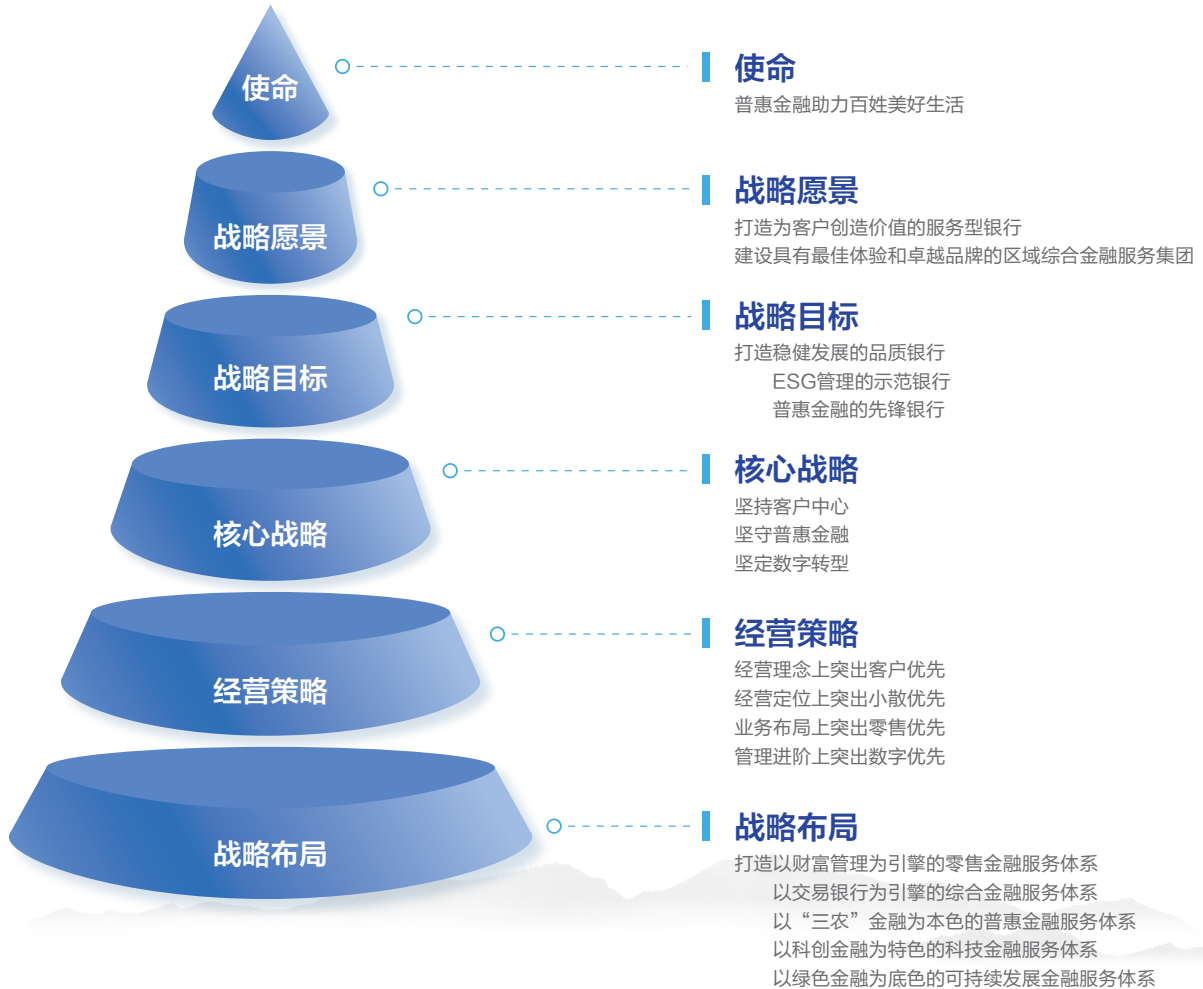 使命
使命
普惠金融助力百姓美好生活
战略愿景
战略愿景
打造为客户创造价值的服务型银行
建设具有最佳体验和卓越品牌的区域综合金融服务集团
战略目标
战略目标
打造稳健发展的品质银行
ESG管理的示范银行
普惠金融的先锋银行
核心战略
核心战略
坚持客户中心
坚守普惠金融
坚定数字转型
经营策略
经营策略
经营理念上突出客户优先
经营定位上突出小散优先
业务布局上突出零售优先
管理进阶上突出数字优先
战略布局
战略布局
打造以财富管理为引擎的零售金融服务体系
以交易银行为引擎的综合金融服务体系
以“三农”金融为本色的普惠金融服务体系
以科创金融为特色的科技金融服务体系
以绿色金融为底色的可持续发展金融服务体系